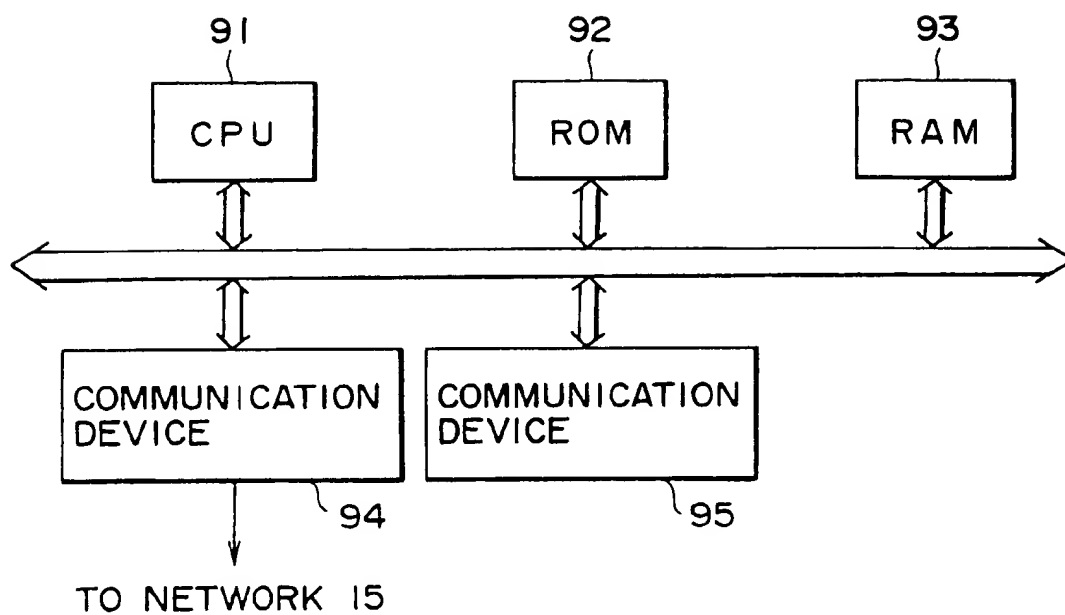 91
92
93
CPU
ROM
RAM
COMMUNICATION
DEVICE
COMMUNICATION
DEVICE
94
95
TO NETWORK 15